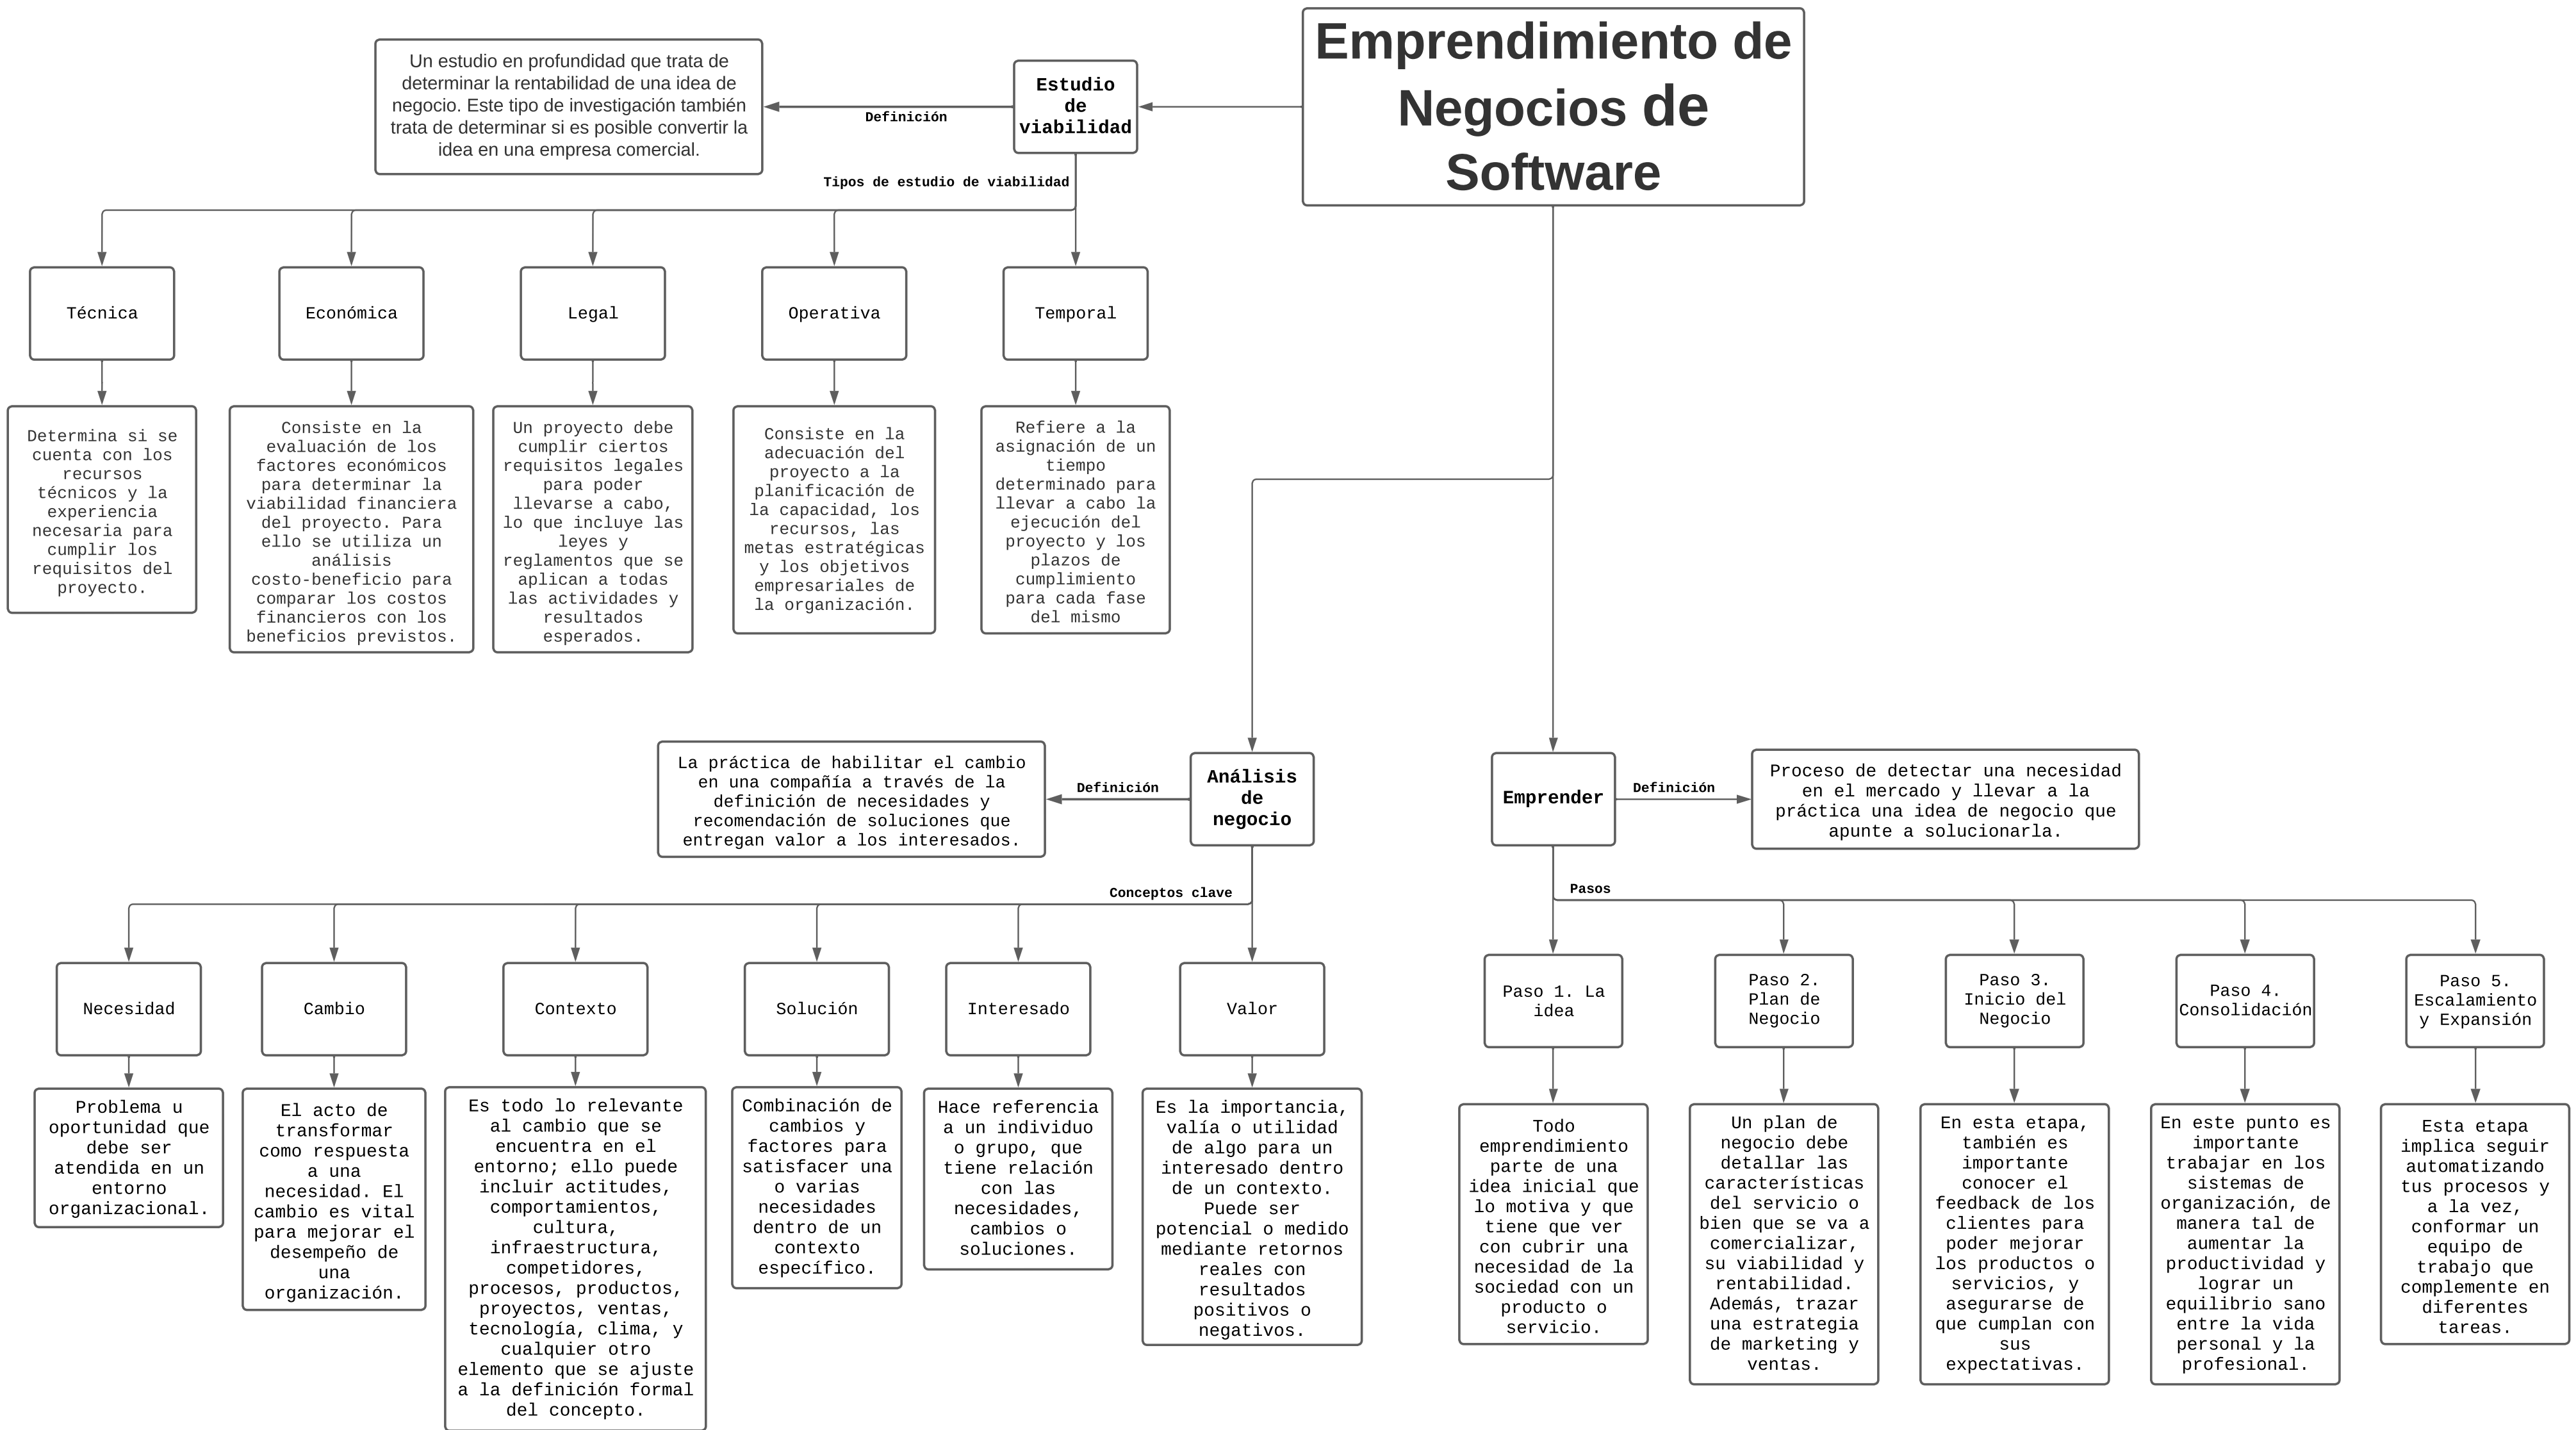 Emprendimiento de
Negocios de
Software
Estudio
de
viabilidad
Definición
Un estudio en profundidad que trata de
determinar la rentabilidad de una idea de
negocio. Este tipo de investigación también
trata de determinar si es posible convertir la
idea en una empresa comercial.
Tipos de estudio de viabilidad
Técnica
Determina si se
cuenta con los
recursos
técnicos y la
experiencia
necesaria para
cumplir los
requisitos del
proyecto.
Económica
Consiste en la
evaluación de los
factores económicos
para determinar la
viabilidad financiera
del proyecto. Para
ello se utiliza un
análisis
costo-beneficio para
comparar los costos
financieros con los
beneficios previstos.
Legal
Un proyecto debe
cumplir ciertos
requisitos legales
para poder
llevarse a cabo,
lo que incluye las
leyes y
reglamentos que se
aplican a todas
las actividades y
resultados
esperados.
Operativa
Consiste en la
adecuación del
proyecto a la
planificación de
la capacidad, los
recursos, las
metas estratégicas
y los objetivos
empresariales de
la organización.
Temporal
Refiere a la
asignación de un
tiempo
determinado para
llevar a cabo la
ejecución del
proyecto y los
plazos de
cumplimiento
para cada fase
del mismo
Análisis
de
negocio
Definición
La práctica de habilitar el cambio
en una compañía a través de la
definición de necesidades y
recomendación de soluciones que
entregan valor a los interesados.
Conceptos clave
Necesidad
Problema u
oportunidad que
debe ser
atendida en un
entorno
organizacional.
Cambio
El acto de
transformar
como respuesta
a una
necesidad. El
cambio es vital
para mejorar el
desempeño de
una
organización.
Contexto
Es todo lo relevante
al cambio que se
encuentra en el
entorno; ello puede
incluir actitudes,
comportamientos,
cultura,
infraestructura,
competidores,
procesos, productos,
proyectos, ventas,
tecnología, clima, y
cualquier otro
elemento que se ajuste
a la definición formal
del concepto.
Solución
Combinación de
cambios y
factores para
satisfacer una
o varias
necesidades
dentro de un
contexto
específico.
Interesado
Hace referencia
a un individuo
o grupo, que
tiene relación
con las
necesidades,
cambios o
soluciones.
Valor
Es la importancia,
valía o utilidad
de algo para un
interesado dentro
de un contexto.
Puede ser
potencial o medido
mediante retornos
reales con
resultados
positivos o
negativos.
Emprender
Definición
Proceso de detectar una necesidad
en el mercado y llevar a la
práctica una idea de negocio que
apunte a solucionarla.
Pasos
Paso 1. La
idea
Todo
emprendimiento
parte de una
idea inicial que
lo motiva y que
tiene que ver
con cubrir una
necesidad de la
sociedad con un
producto o
servicio.
Paso 2.
Plan de
Negocio
Un plan de
negocio debe
detallar las
características
del servicio o
bien que se va a
comercializar,
su viabilidad y
rentabilidad.
Además, trazar
una estrategia
de marketing y
ventas.
Paso 3.
Inicio del
Negocio
En esta etapa,
también es
importante
conocer el
feedback de los
clientes para
poder mejorar
los productos o
servicios, y
asegurarse de
que cumplan con
sus
expectativas.
Paso 4.
Consolidación
En este punto es
importante
trabajar en los
sistemas de
organización, de
manera tal de
aumentar la
productividad y
lograr un
equilibrio sano
entre la vida
personal y la
profesional.
Paso 5.
Escalamiento
y Expansión
Esta etapa
implica seguir
automatizando
tus procesos y
a la vez,
conformar un
equipo de
trabajo que
complemente en
diferentes
tareas.